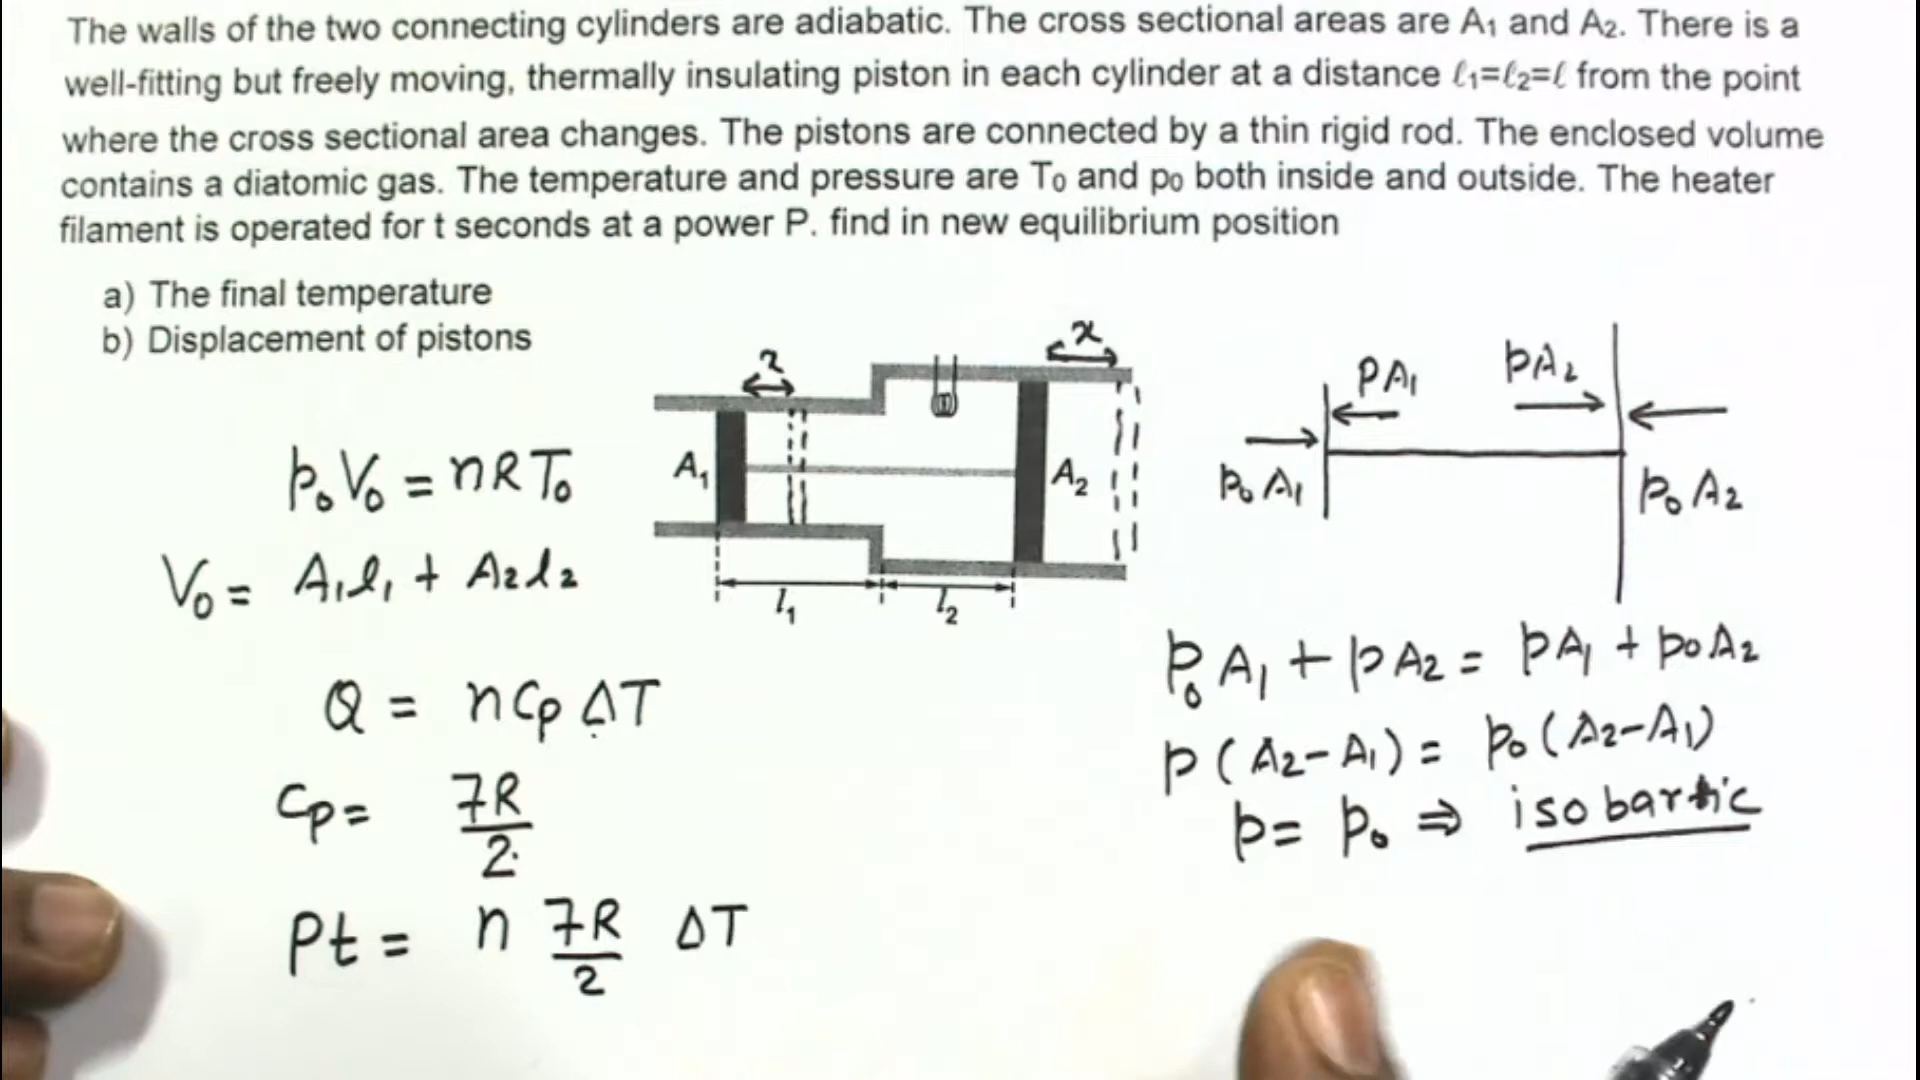 The walls of the two connecting cylinders are adiabatic. The cross sectional areas are A₁ and A₂. There is a
well-fitting but freely moving, thermally insulating piston in each cylinder at a distance ℓ₁=ℓ₂=ℓ from the point
where the cross sectional area changes. The pistons are connected by a thin rigid rod. The enclosed volume
contains a diatomic gas. The temperature and pressure are T₀ and p₀ both inside and outside. The heater
filament is operated for t seconds at a power P. find in new equilibrium position
a) The final temperature
b) Displacement of pistons
x
x
A₁
A₂
l₁
l₂
p₀V₀ = nRT₀
V₀ = A₁l₁ + A₂l₂
Q = nCpΔT
Cp = 7R/2
Pt = n 7R/2 ΔT
PA₁
pA₂
p₀A₁
p₀A₂
p₀A₁ + pA₂ = pA₁ + p₀A₂
p(A₂-A₁) = p₀(A₂-A₁)
p = p₀ ⇒ isobartic